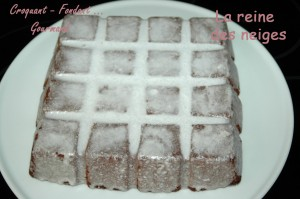 Croquant - Fondant
Gourmand
La reine
des neiges